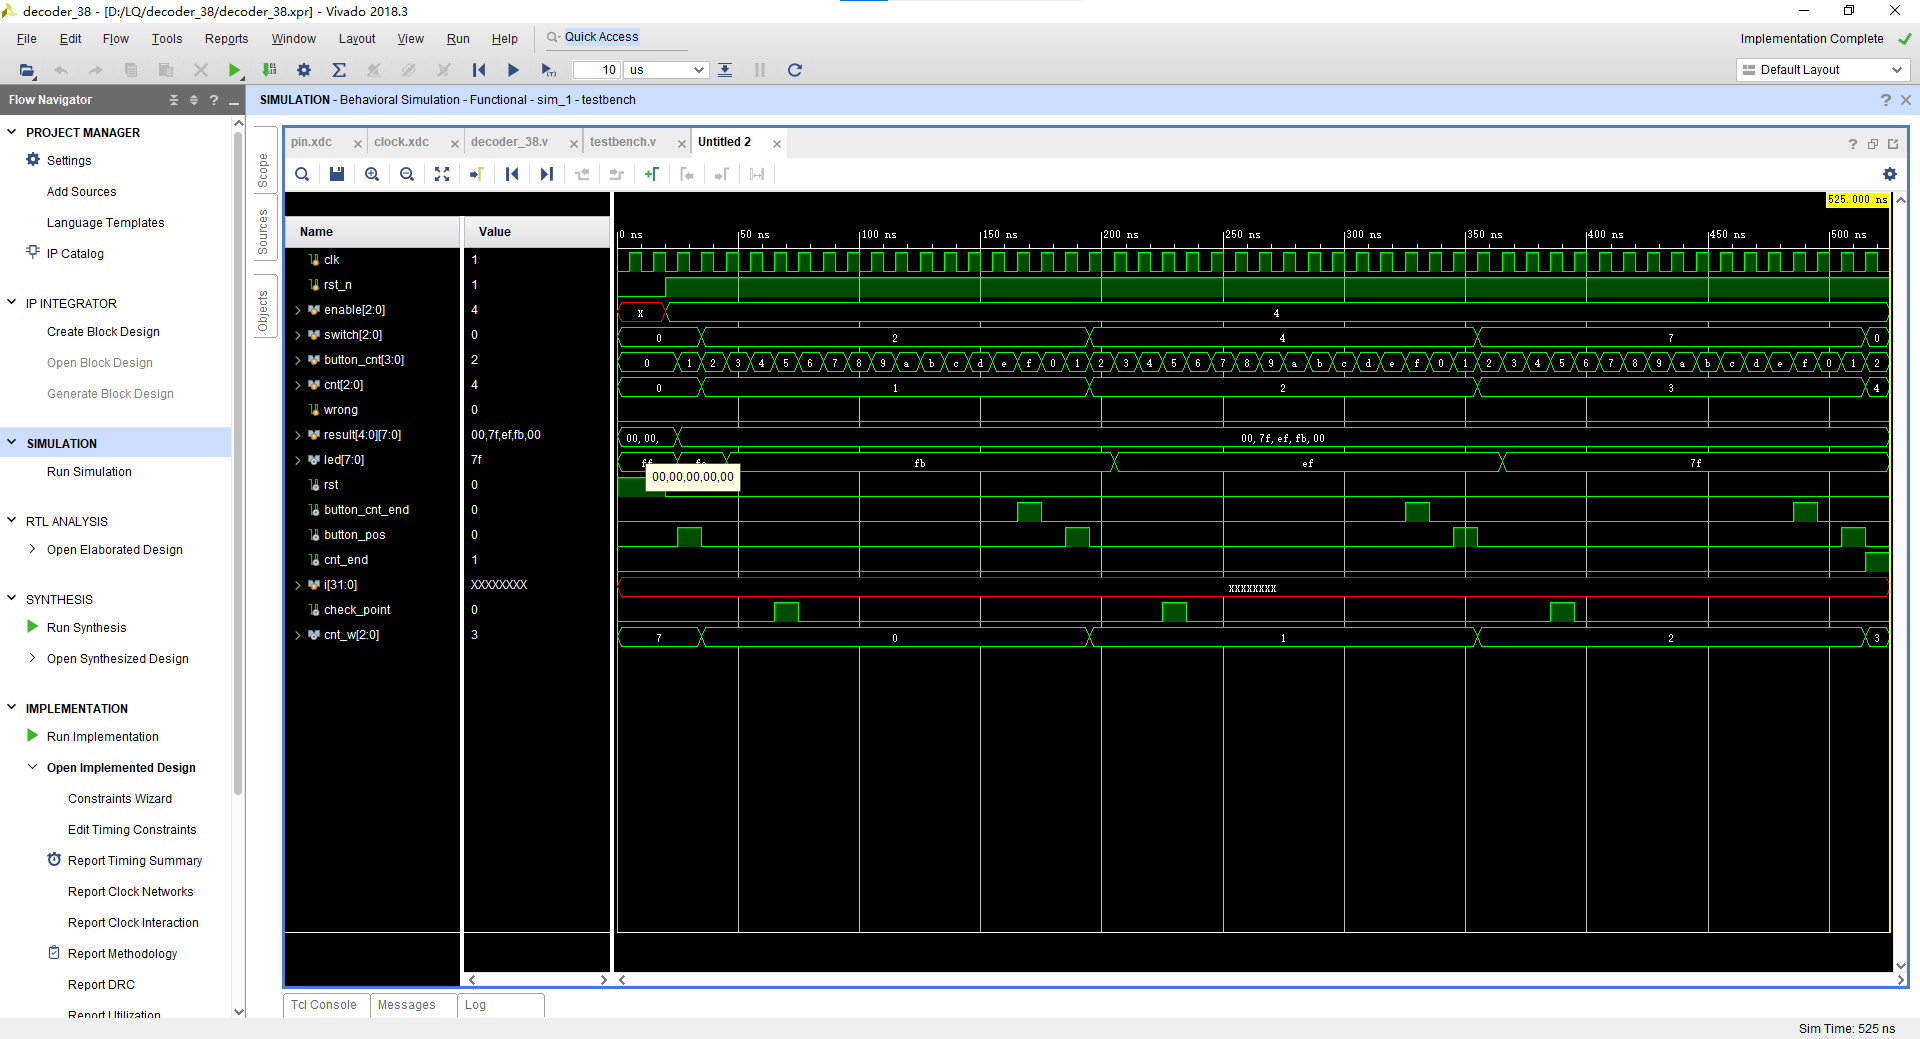 decoder_38 - [D:/LQ/decoder_38/decoder_38.xpr] - Vivado 2018.3
File Edit Flow Tools Reports Window Layout View Run Help Quick Access
Implementation Complete
10 us
Default Layout
Flow Navigator
PROJECT MANAGER
Settings
Add Sources
Language Templates
IP Catalog
IP INTEGRATOR
Create Block Design
Open Block Design
Generate Block Design
SIMULATION
Run Simulation
RTL ANALYSIS
Open Elaborated Design
SYNTHESIS
Run Synthesis
Open Synthesized Design
IMPLEMENTATION
Run Implementation
Open Implemented Design
Constraints Wizard
Edit Timing Constraints
Report Timing Summary
Report Clock Networks
Report Clock Interaction
Report Methodology
Report DRC
Report Utilization
SIMULATION - Behavioral Simulation - Functional - sim_1 - testbench
Scope
Sources
Objects
pin.xdc clock.xdc decoder_38.v testbench.v Untitled 2
525.000 ns
Name Value
0 ns 50 ns 100 ns 150 ns 200 ns 250 ns 300 ns 350 ns 400 ns 450 ns 500 ns
clk 1
rst_n 1
enable[2:0] 4 X 4
switch[2:0] 0 0 2 4 7 0
button_cnt[3:0] 2 0 1 2 3 4 5 6 7 8 9 a b c d e f 0 1 2 3 4 5 6 7 8 9 a b c d e f 0 1 2 3 4 5 6 7 8 9 a b c d e f 0 1 2
cnt[2:0] 4 0 1 2 3 4
wrong 0
result[4:0][7:0] 00,7f,ef,fb,00 00,00, 00,7f,ef,fb,00
led[7:0] 7f ff fb ef 7f
00,00,00,00,00
rst 0
button_cnt_end 0
button_pos 0
cnt_end 1
i[31:0] XXXXXXXX XXXXXXXX
check_point 0
cnt_w[2:0] 3 7 0 1 2 3
Tcl Console Messages Log
Sim Time: 525 ns